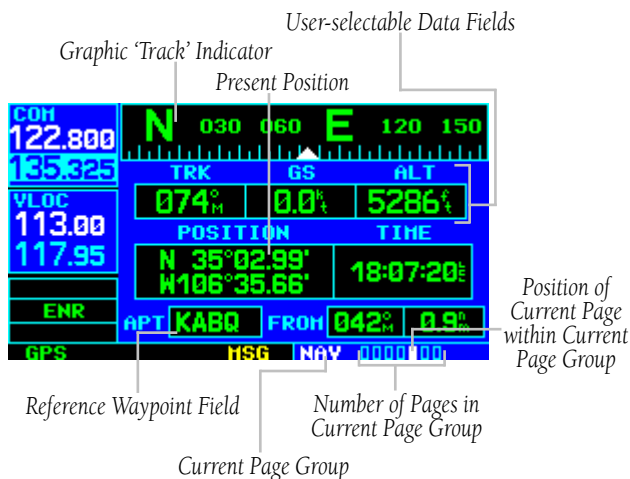 User-selectable Data Fields
Graphic ‘Track’ Indicator
Present Position
COM
122.800
135.325
N 030 060 E 120 150
TRK GS ALT
074°M 0.0kt 5286ft
VLOC
113.00
117.95
POSITION TIME
N 35°02.99'
W106°35.66'
18:07:20
ENR
APT KABQ FROM 042°M 0.9nm
GPS MSG NAV
Position of
Current Page
within Current
Page Group
Reference Waypoint Field
Number of Pages in
Current Page Group
Current Page Group